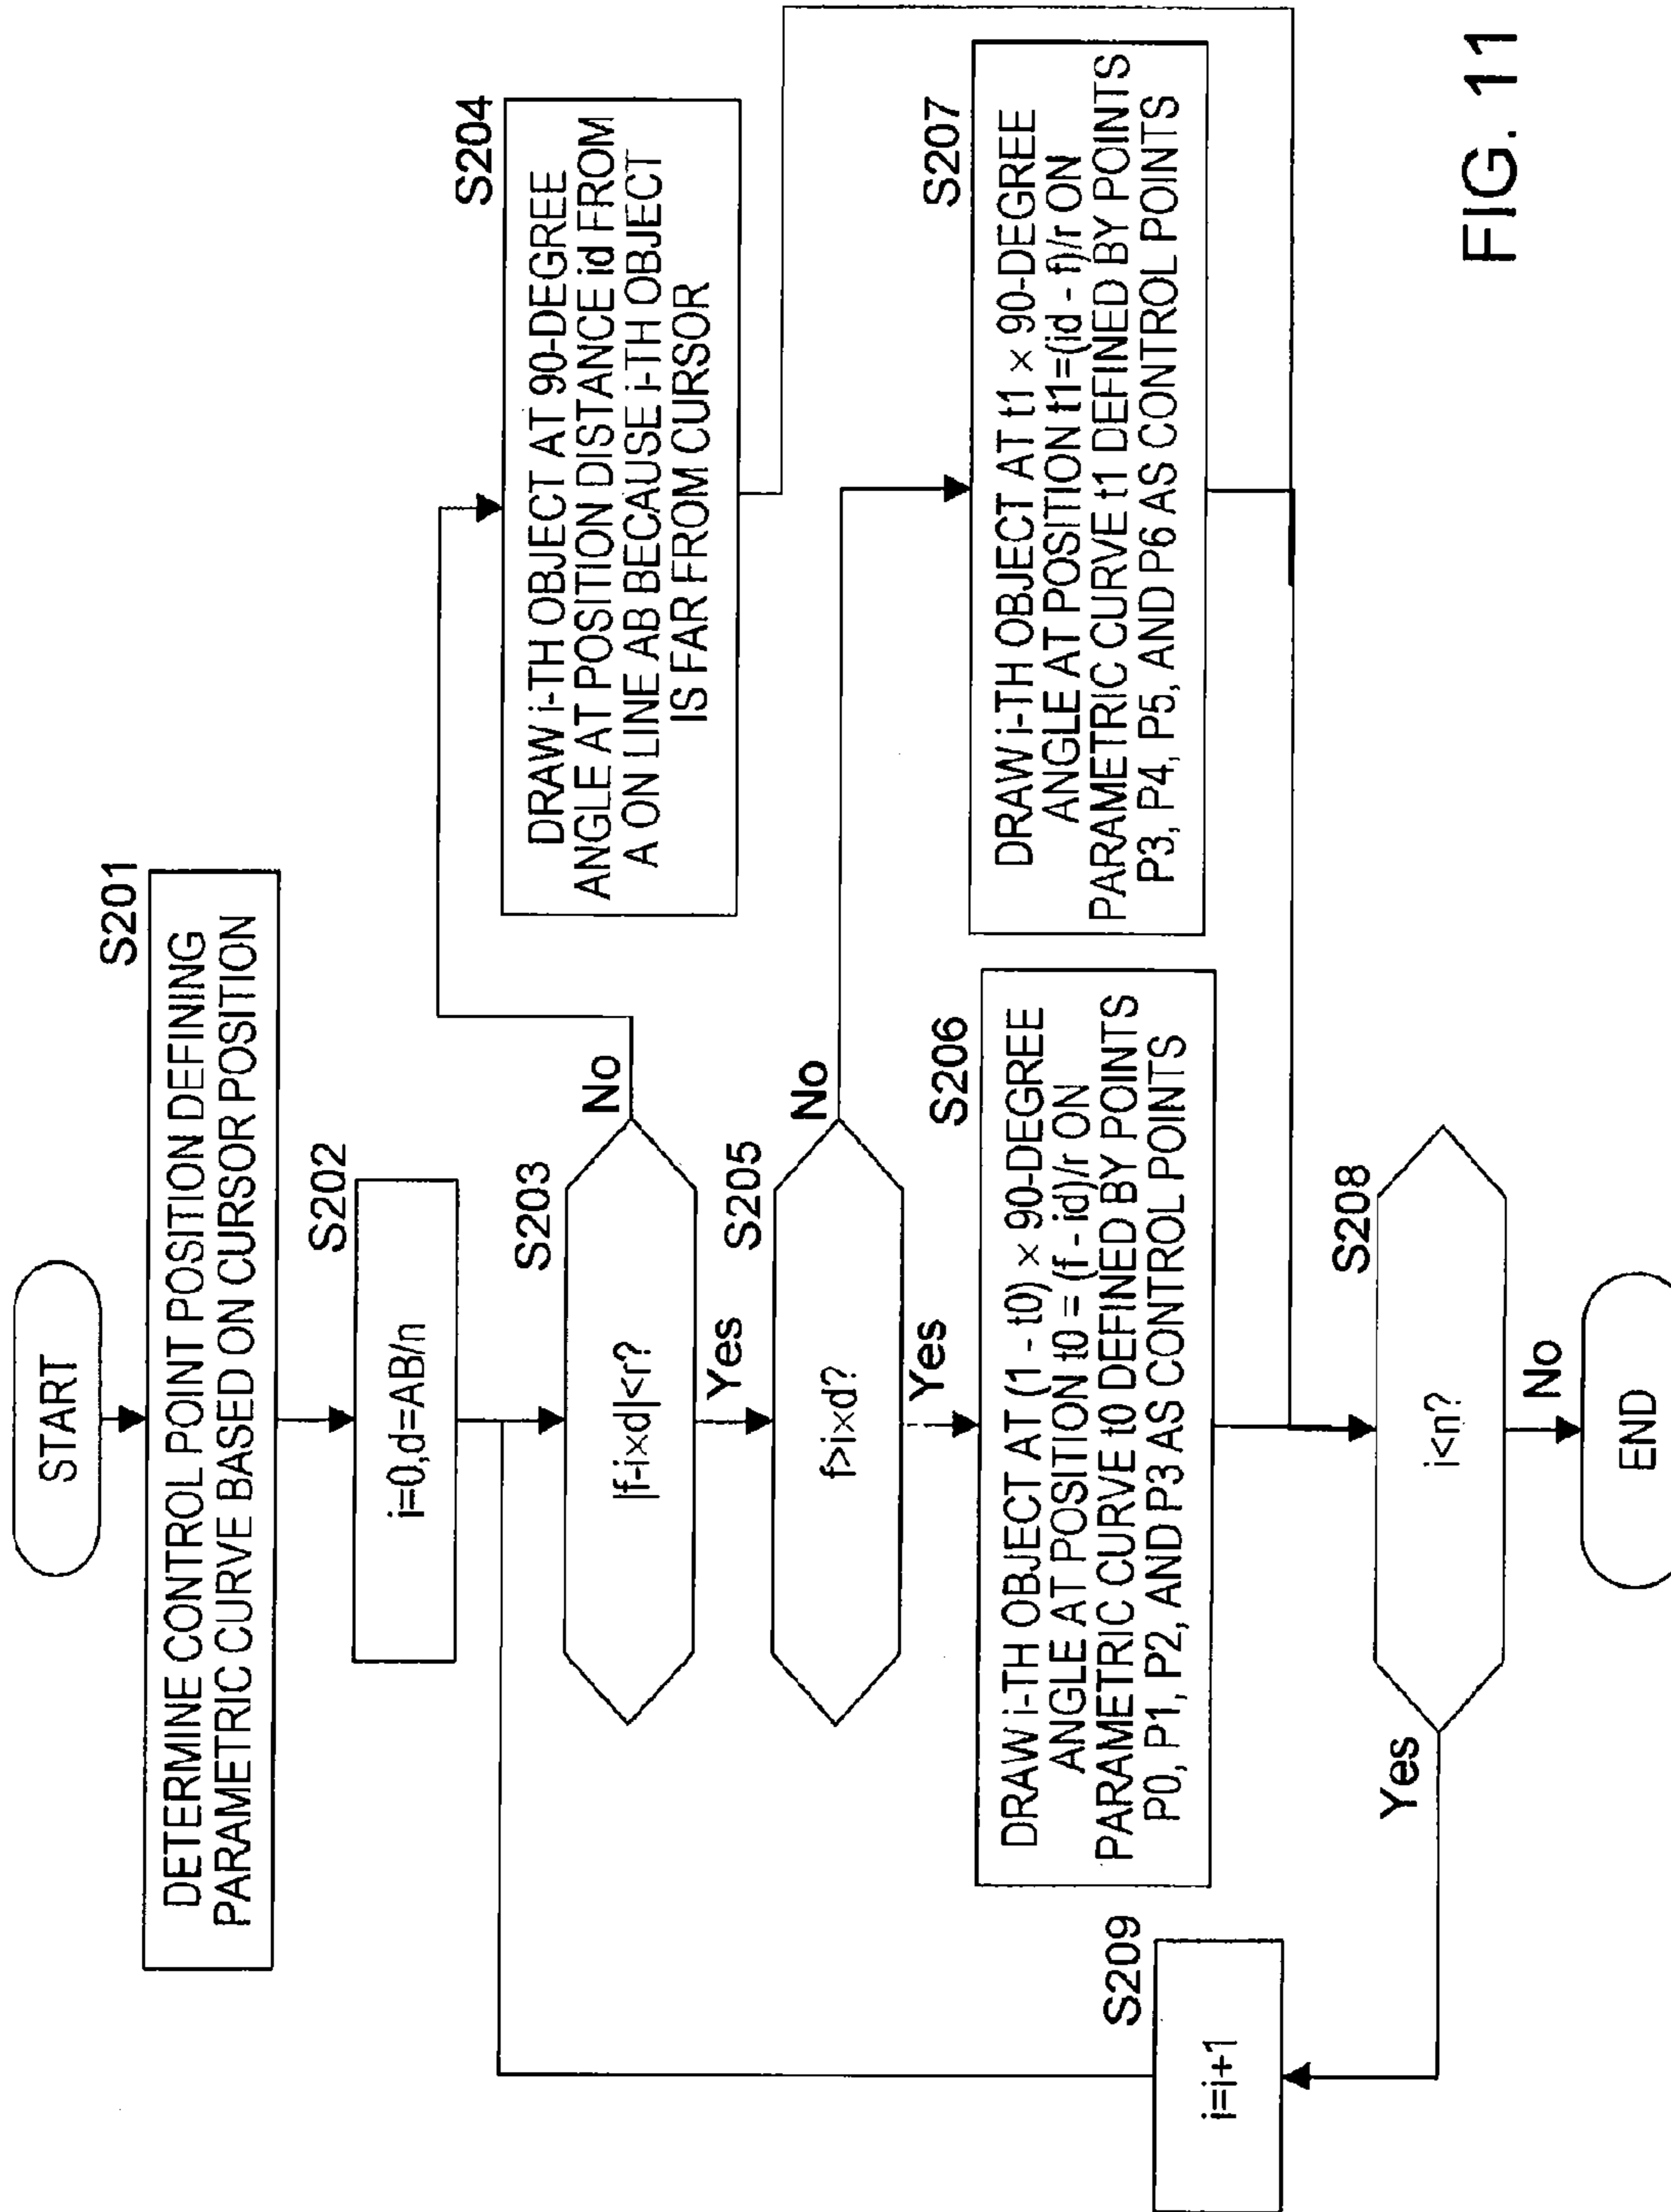 START
S201
DETERMINE CONTROL POINT POSITION DEFINING
PARAMETRIC CURVE BASED ON CURSOR POSITION
S202
i=0,d=AB/n
S203
|f-i×d|<r?
No
Yes
S204
DRAW i-TH OBJECT AT 90-DEGREE
ANGLE AT POSITION DISTANCE id FROM
A ON LINE AB BECAUSE i-TH OBJECT
IS FAR FROM CURSOR
S205
f>i×d?
No
Yes
S206
DRAW i-TH OBJECT AT (1 - t0) × 90-DEGREE
ANGLE AT POSITION t0 = (f - id)/r ON
PARAMETRIC CURVE t0 DEFINED BY POINTS
P0, P1, P2, AND P3 AS CONTROL POINTS
S207
DRAW i-TH OBJECT AT t1 × 90-DEGREE
ANGLE AT POSITION t1=(id - f)/r ON
PARAMETRIC CURVE t1 DEFINED BY POINTS
P3, P4, P5, AND P6 AS CONTROL POINTS
S208
i<n?
Yes
No
S209
i=i+1
END
FIG. 11